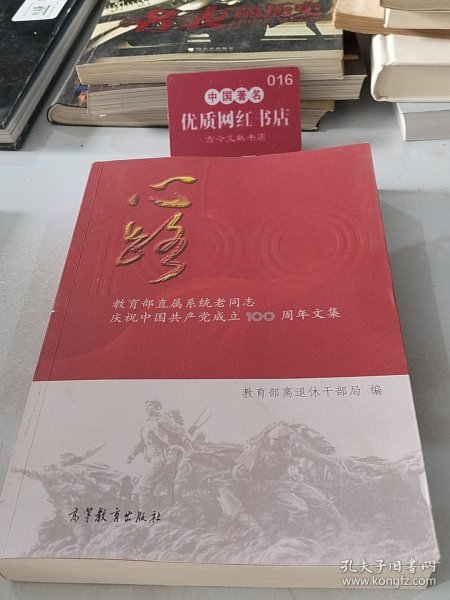 016
中国著名
优质网红书店
古今文献书店
心路
教育部直属系统老同志
庆祝中国共产党成立100周年文集
教育部离退休干部局 编
高等教育出版社
孔夫子旧书网
www.kongfz.com